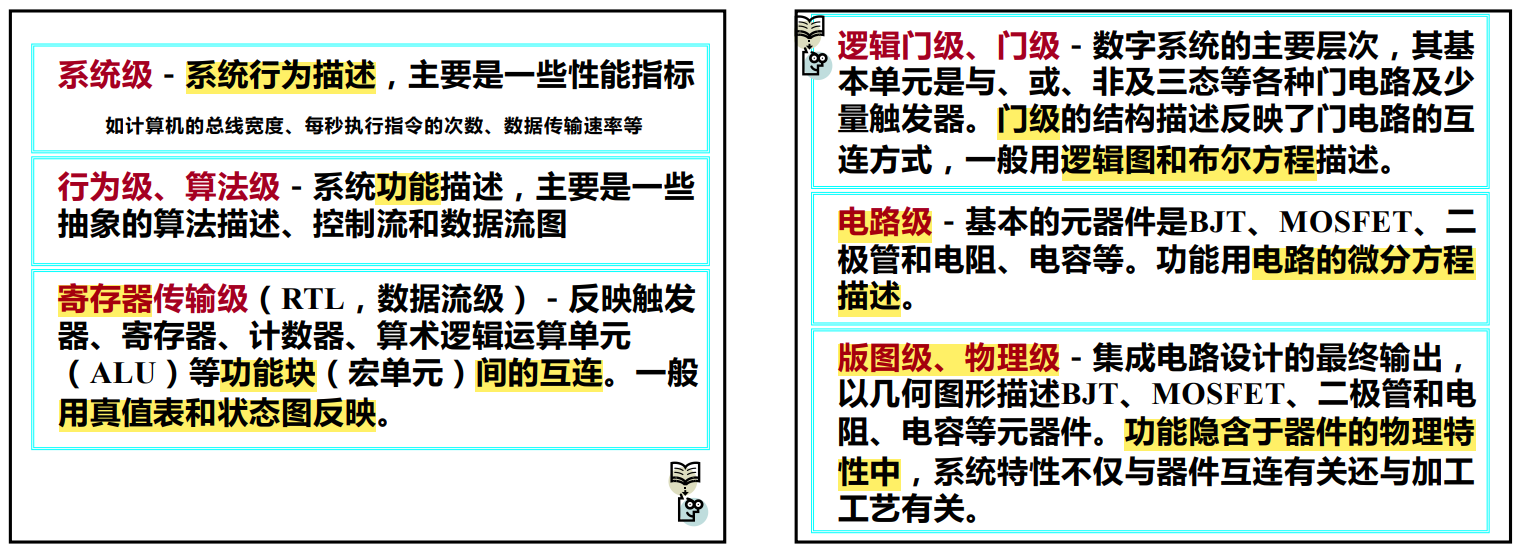 系统级－系统行为描述，主要是一些性能指标
如计算机的总线宽度、每秒执行指令的次数、数据传输速率等
行为级、算法级－系统功能描述，主要是一些
抽象的算法描述、控制流和数据流图
寄存器传输级（RTL，数据流级）－反映触发
器、寄存器、计数器、算术逻辑运算单元
（ALU）等功能块（宏单元）间的互连。一般
用真值表和状态图反映。
逻辑门级、门级－数字系统的主要层次，其基
本单元是与、或、非及三态等各种门电路及少
量触发器。门级的结构描述反映了门电路的互
连方式，一般用逻辑图和布尔方程描述。
电路级－基本的元器件是BJT、MOSFET、二
极管和电阻、电容等。功能用电路的微分方程
描述。
版图级、物理级－集成电路设计的最终输出，
以几何图形描述BJT、MOSFET、二极管和电
阻、电容等元器件。功能隐含于器件的物理特
性中，系统特性不仅与器件互连有关还与加工
工艺有关。